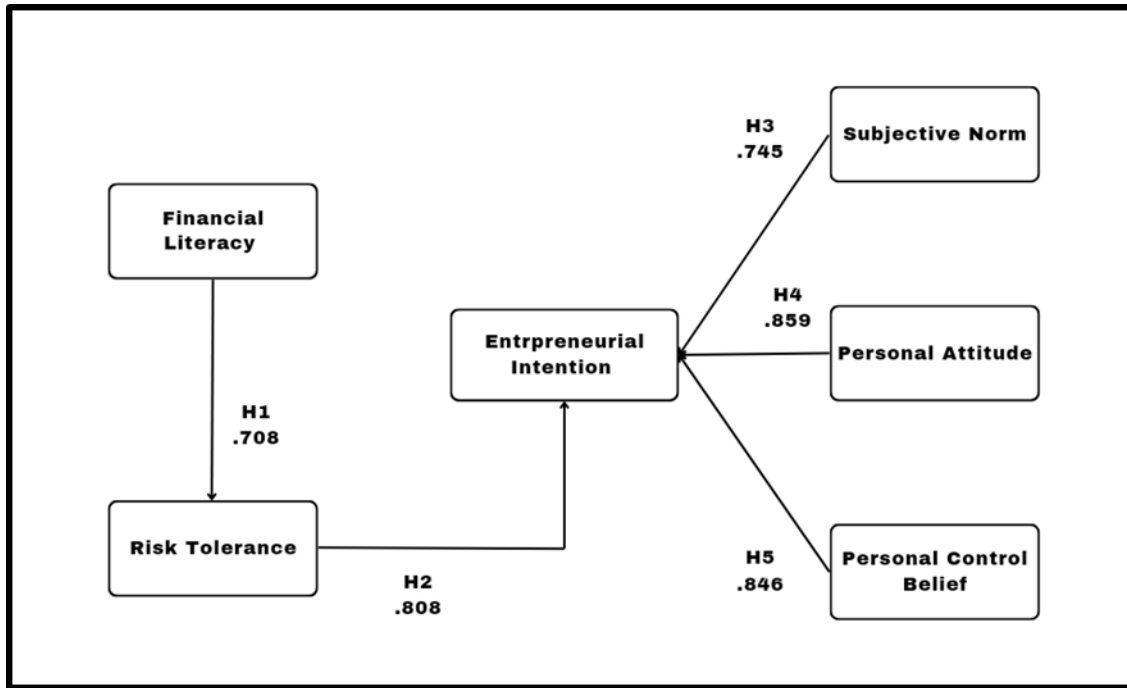 H3
.745
Subjective Norm
Financial
Literacy
H4
.859
Entrpreneurial
Intention
Personal Attitude
H1
.708
Risk Tolerance
H2
.808
H5
.846
Personal Control
Belief